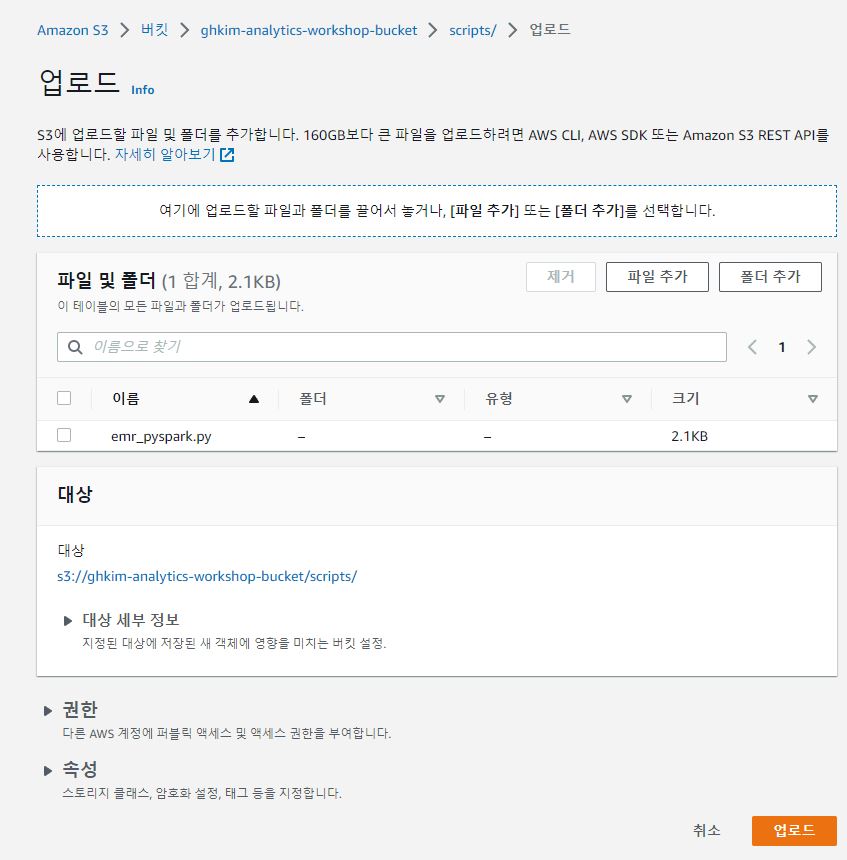 Amazon S3 > 버킷 > ghkim-analytics-workshop-bucket > scripts/ > 업로드
업로드 Info
S3에 업로드할 파일 및 폴더를 추가합니다. 160GB보다 큰 파일을 업로드하려면 AWS CLI, AWS SDK 또는 Amazon S3 REST API를
사용합니다. 자세히 알아보기
여기에 업로드할 파일과 폴더를 끌어서 놓거나, [파일 추가] 또는 [폴더 추가]를 선택합니다.
파일 및 폴더 (1 합계, 2.1KB) 제거 파일 추가 폴더 추가
이 테이블의 모든 파일과 폴더가 업로드됩니다.
이름으로 찾기 < 1 >
이름 ▲ 폴더 ▽ 유형 ▽ 크기 ▽
emr_pyspark.py – – 2.1KB
대상
대상
s3://ghkim-analytics-workshop-bucket/scripts/
▶ 대상 세부 정보
지정된 대상에 저장된 새 객체에 영향을 미치는 버킷 설정.
▶ 권한
다른 AWS 계정에 퍼블릭 액세스 및 액세스 권한을 부여합니다.
▶ 속성
스토리지 클래스, 암호화 설정, 태그 등을 지정합니다.
취소 업로드